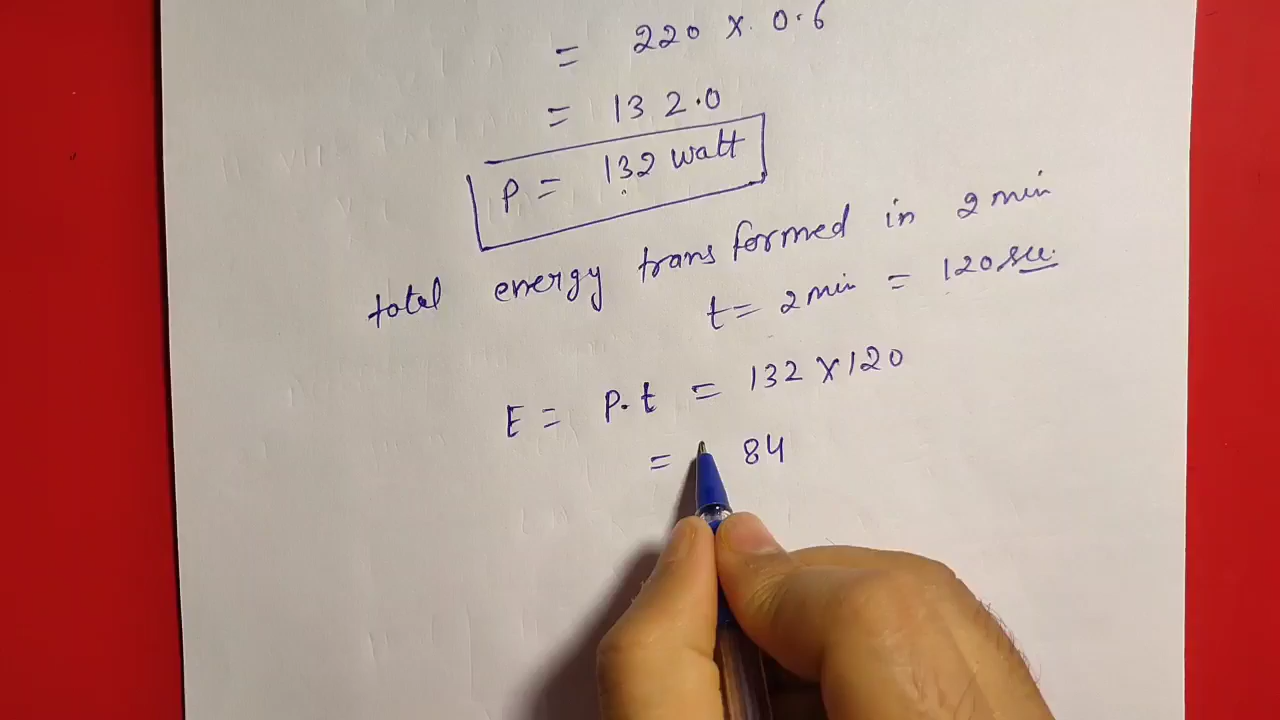 = 220 x 0.6
= 132.0
P = 132 watt
total energy transformed in 2 min
t = 2 min = 120 sec.
E = P.t = 132 x 120
= 84